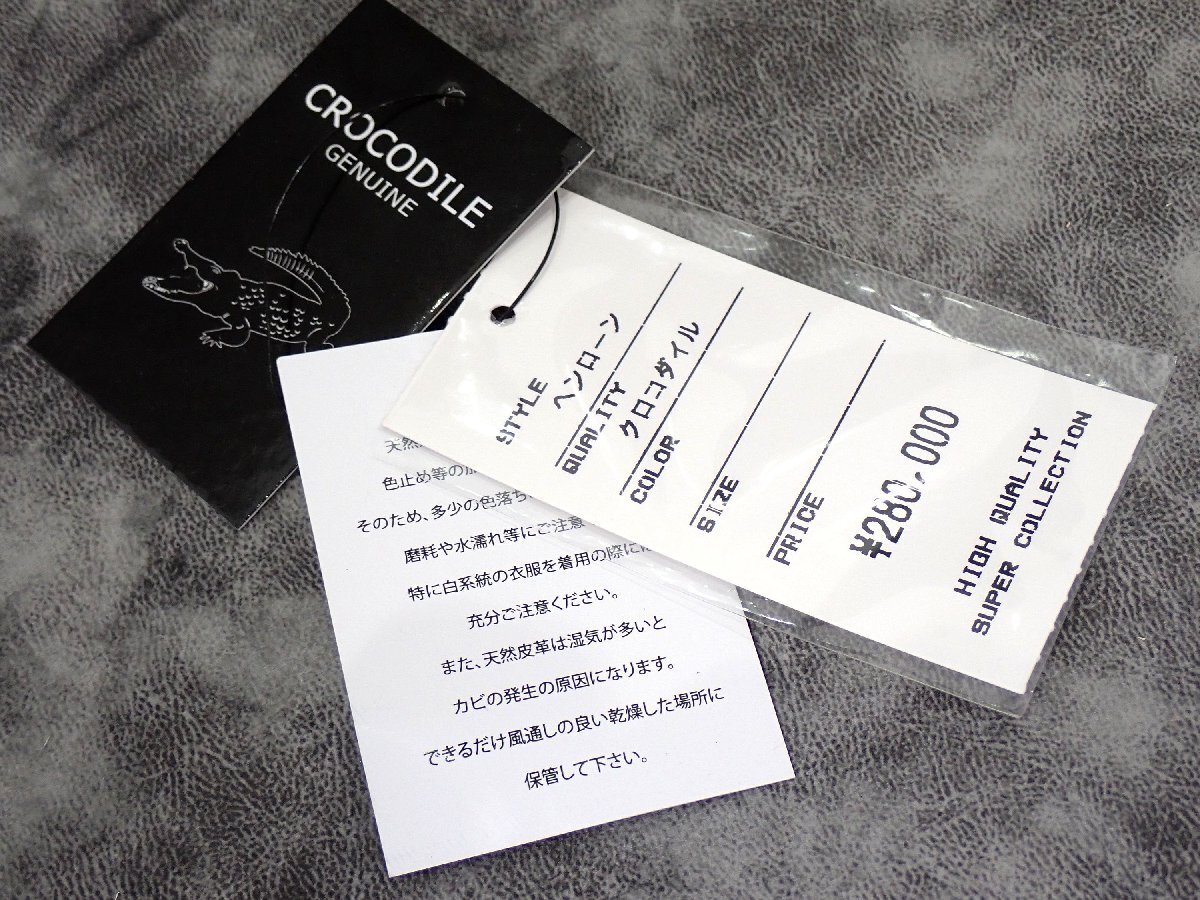 CROCODILE
GENUINE
STYLE
ヘンローン
QUALITY
クロコダイル
COLOR
SIZE
PRICE
¥280,000
HIGH QUALITY
SUPER COLLECTION
天然
色止め等の
そのため、多少の色落ち
磨耗や水濡れ等にご注意
特に白系統の衣服を着用の際に
充分ご注意ください。
また、天然皮革は湿気が多いと
カビの発生の原因になります。
できるだけ風通しの良い乾燥した場所に
保管して下さい。